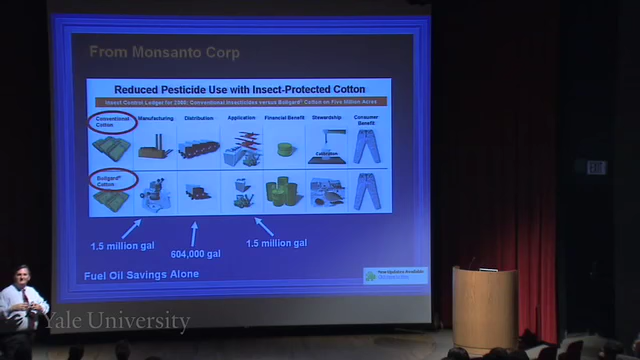 From Monsanto Corp
Reduced Pesticide Use with Insect-Protected Cotton
Insect Control Ledger for 2000: Conventional Insecticides versus Bollgard® Cotton on Five Million Acres
Conventional Cotton
Manufacturing
Distribution
Application
Financial Benefit
Stewardship
Consumer Benefit
Calibration
Bollgard® Cotton
1.5 million gal
604,000 gal
1.5 million gal
Fuel Oil Savings Alone
Yale University
EXIT